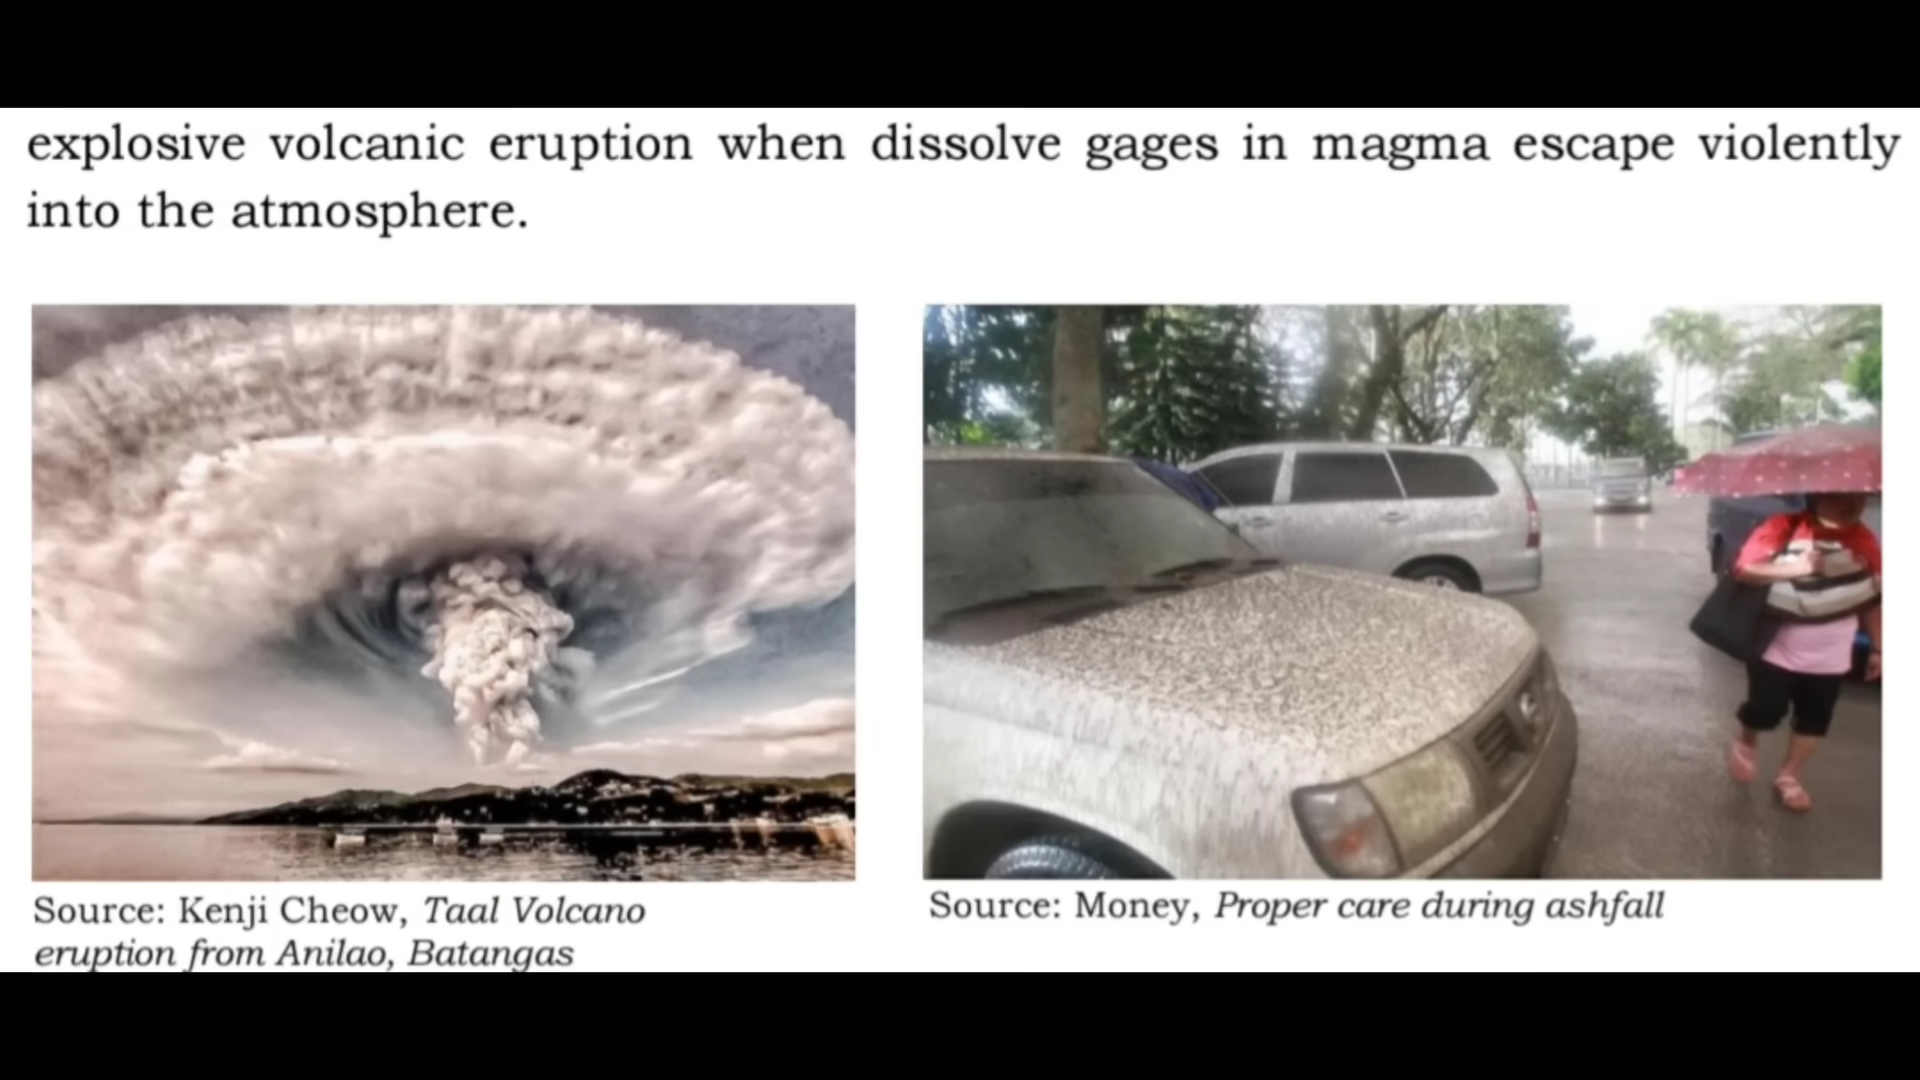 explosive volcanic eruption when dissolve gages in magma escape violently
into the atmosphere.
Source: Kenji Cheow, Taal Volcano
eruption from Anilao, Batangas
Source: Money, Proper care during ashfall